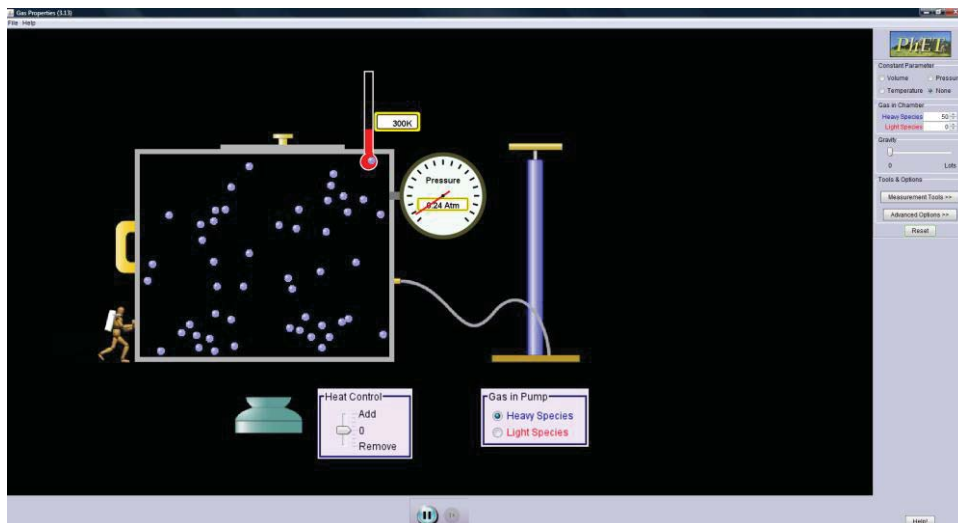 Gas Properties (3.13)
File Help
PhET
Constant Parameter
Volume Pressur
Temperature None
Gas in Chamber
Heavy Species 50
Light Species 0
Gravity
0 Lots
Tools & Options
Measurement Tools >>
Advanced Options >>
Reset
300K
Pressure
0.24 Atm
Heat Control
Add
0
Remove
Gas in Pump
Heavy Species
Light Species
Help!